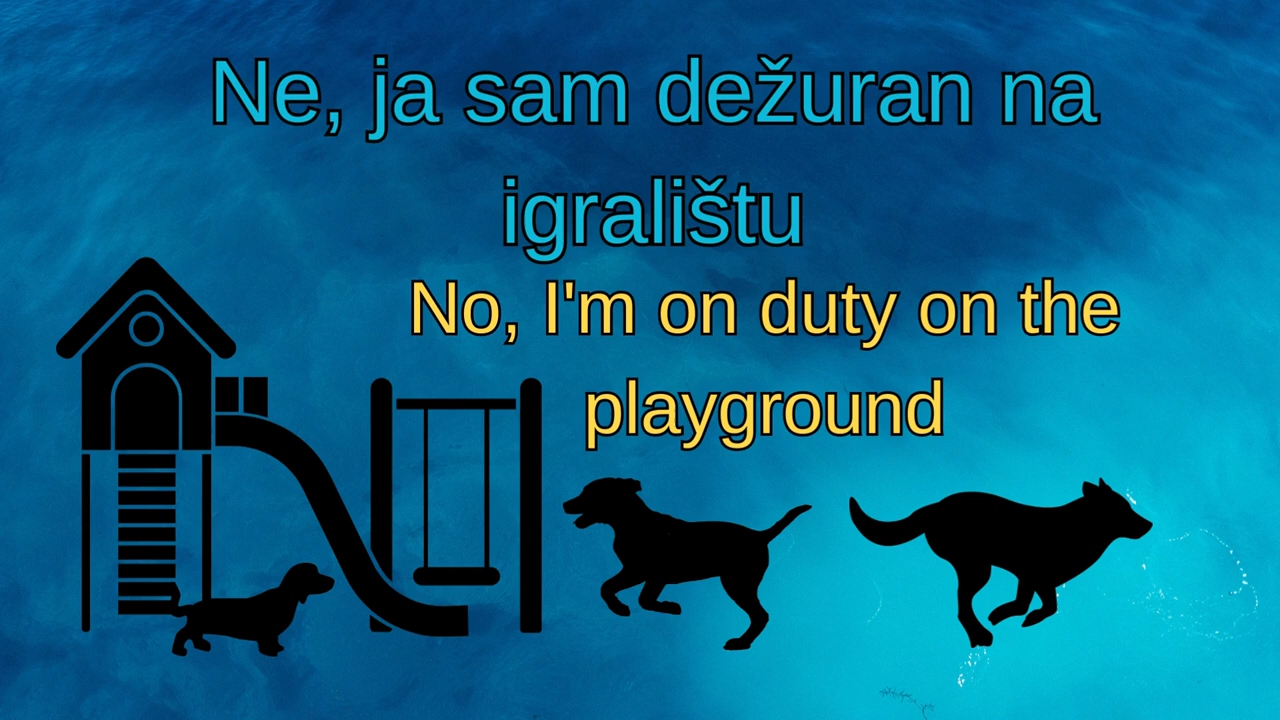 Ne, ja sam dežuran na
igralištu
No, I'm on duty on the
playground